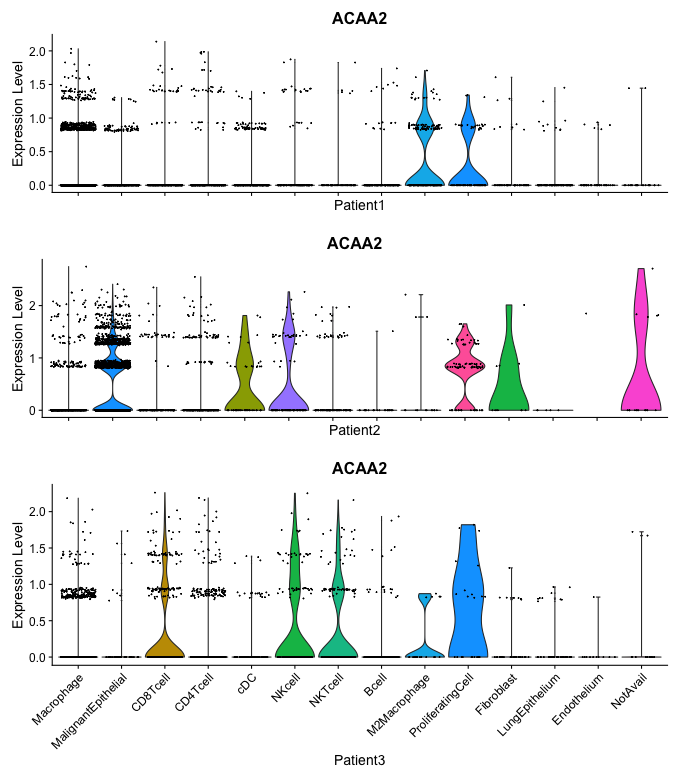 ACAA2
Expression Level
2.0
1.5
1.0
0.5
0.0
Patient1
ACAA2
Expression Level
2
1
0
Patient2
ACAA2
Expression Level
2.0
1.5
1.0
0.5
0.0
Macrophage
MalignantEpithelial
CD8Tcell
CD4Tcell
cDC
NKcell
NKTcell
Bcell
M2Macrophage
ProliferatingCell
Fibroblast
LungEpithelium
Endothelium
NotAvail
Patient3